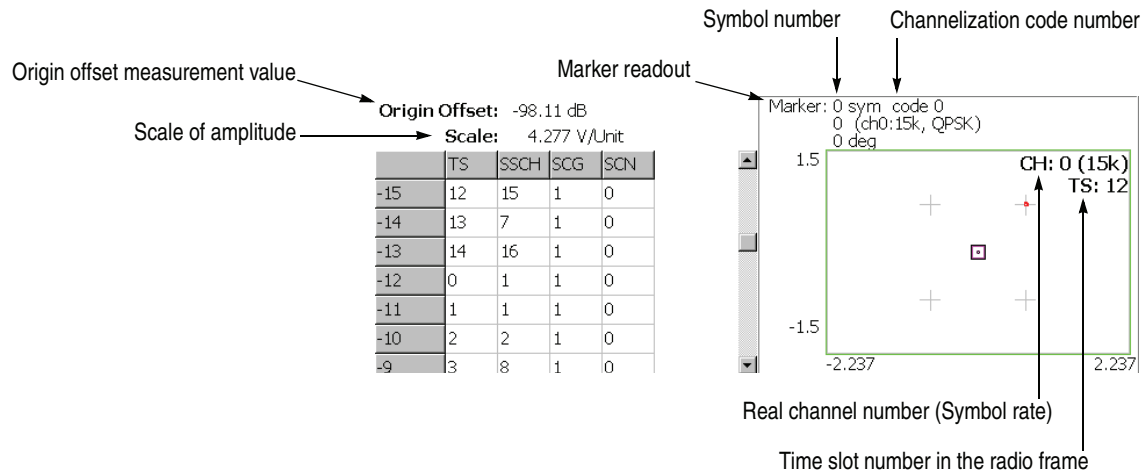 Symbol number
Channelization code number
Origin offset measurement value
Marker readout
Origin Offset: -98.11 dB
Scale of amplitude
Scale: 4.277 V/Unit
TS SSCH SCG SCN
-15 12 15 1 0
-14 13 7 1 0
-13 14 16 1 0
-12 0 1 1 0
-11 1 1 1 0
-10 2 2 1 0
-9 3 8 1 0
Marker: 0 sym code 0
0 (ch0:15k, QPSK)
0 deg
1.5
CH: 0 (15k)
TS: 12
-1.5
-2.237 2.237
Real channel number (Symbol rate)
Time slot number in the radio frame